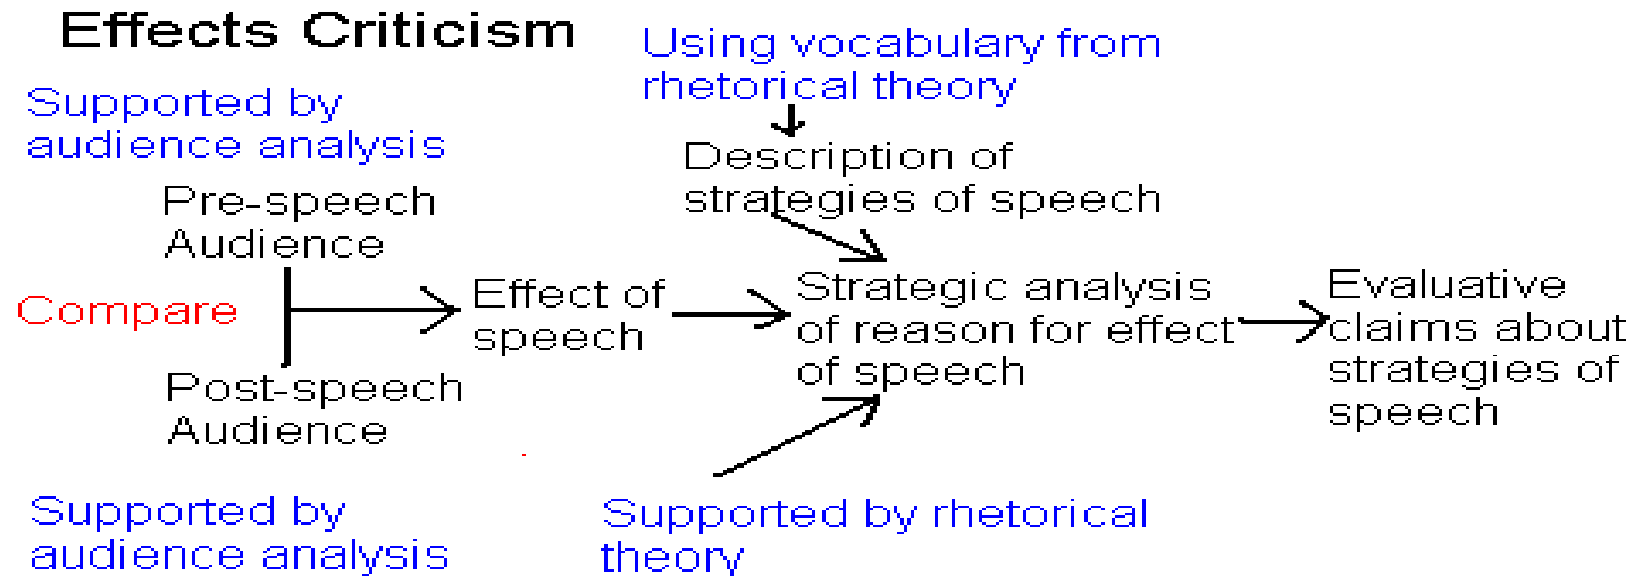 Effects Criticism
Using vocabulary from
rhetorical theory
Supported by
audience analysis
Description of
strategies of speech
Pre-speech
Audience
Compare
Effect of
speech
Strategic analysis
of reason for effect
of speech
Evaluative
claims about
strategies of
speech
Post-speech
Audience
Supported by
audience analysis
Supported by rhetorical
theory